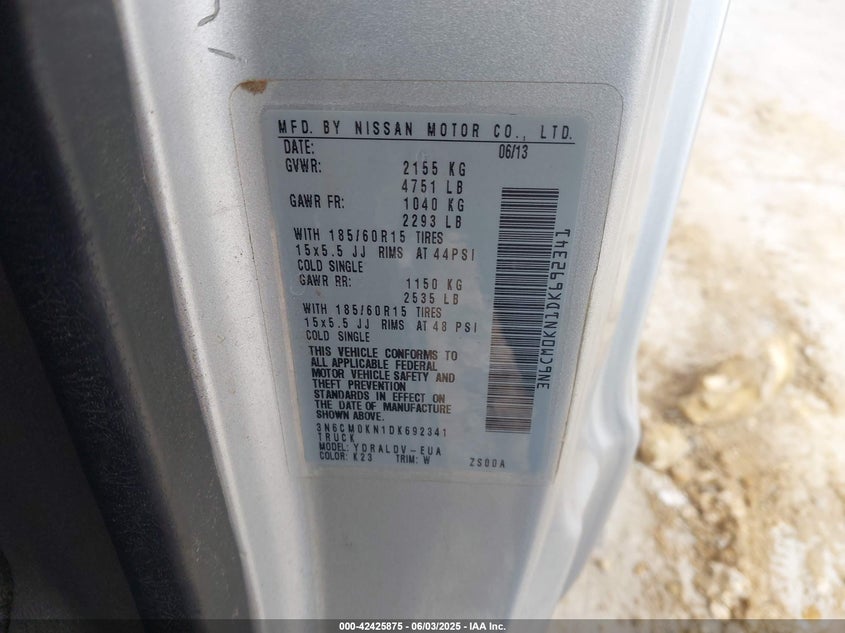 MFD. BY NISSAN MOTOR CO., LTD.
DATE: 06/13
GVWR: 2155 KG
4751 LB
GAWR FR: 1040 KG
2293 LB
WITH 185/60R15 TIRES
15x5.5 JJ RIMS AT 44PSI
COLD SINGLE
GAWR RR: 1150 KG
2535 LB
WITH 185/60R15 TIRES
15x5.5 JJ RIMS AT 48 PSI
COLD SINGLE
THIS VEHICLE CONFORMS TO
ALL APPLICABLE FEDERAL
MOTOR VEHICLE SAFETY AND
THEFT PREVENTION
STANDARDS IN EFFECT ON
THE DATE OF MANUFACTURE
SHOWN ABOVE.
3N6CM0KN1DK692341
TRUCK
MODEL: YDRALDV-EUA
COLOR: K23 TRIM: W ZS00A
3N6CM0KN1DK692341
000-42425875 - 06/03/2025 - IAA Inc.